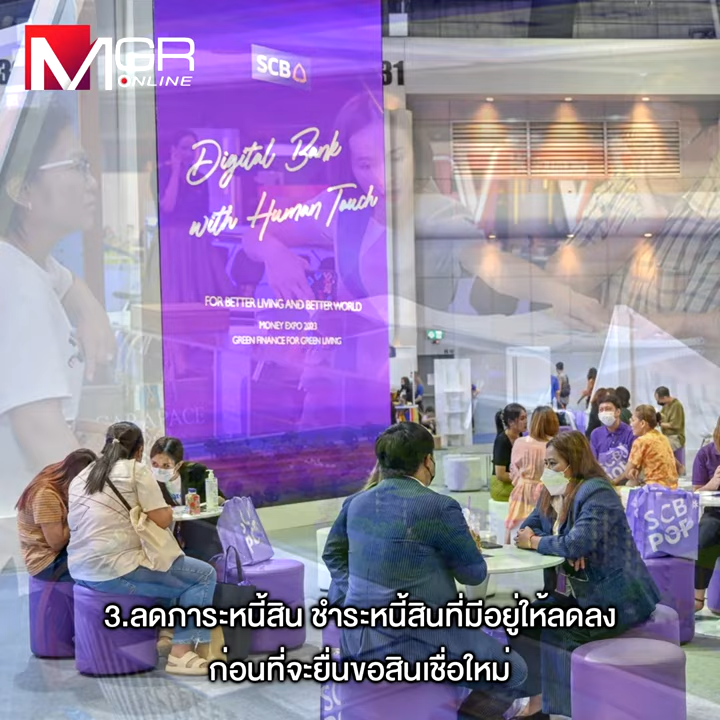 MGR
ONLINE
31
SCB
Digital Bank
with Human Touch
FOR BETTER LIVING AND BETTER WORLD
MONEY EXPO 2023
GREEN FINANCE FOR GREEN LIVING
SCB
POP
3.ลดภาระหนี้สิน ชำระหนี้สินที่มีอยู่ให้ลดลง
ก่อนที่จะยื่นขอสินเชื่อใหม่